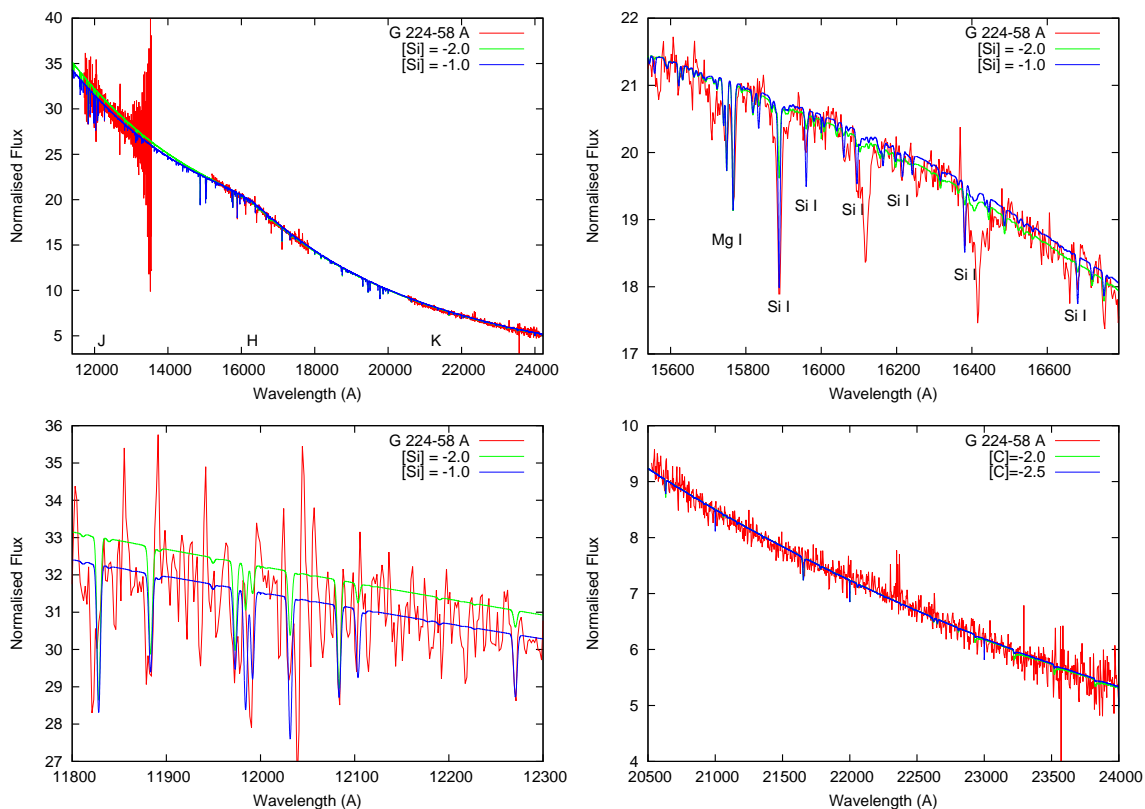 40
35
30
25
20
15
10
5
12000 14000 16000 18000 20000 22000 24000
Normalised Flux
Wavelength (A)
G 224-58 A
[Si] = -2.0
[Si] = -1.0
J H K
22
21
20
19
18
17
15600 15800 16000 16200 16400 16600
Normalised Flux
Wavelength (A)
G 224-58 A
[Si] = -2.0
[Si] = -1.0
Mg I
Si I
Si I
Si I
Si I
Si I
Si I
36
35
34
33
32
31
30
29
28
27
11800 11900 12000 12100 12200 12300
Normalised Flux
Wavelength (A)
G 224-58 A
[Si] = -2.0
[Si] = -1.0
10
9
8
7
6
5
4
20500 21000 21500 22000 22500 23000 23500 24000
Normalised Flux
Wavelength (A)
G 224-58 A
[C]=-2.0
[C]=-2.5